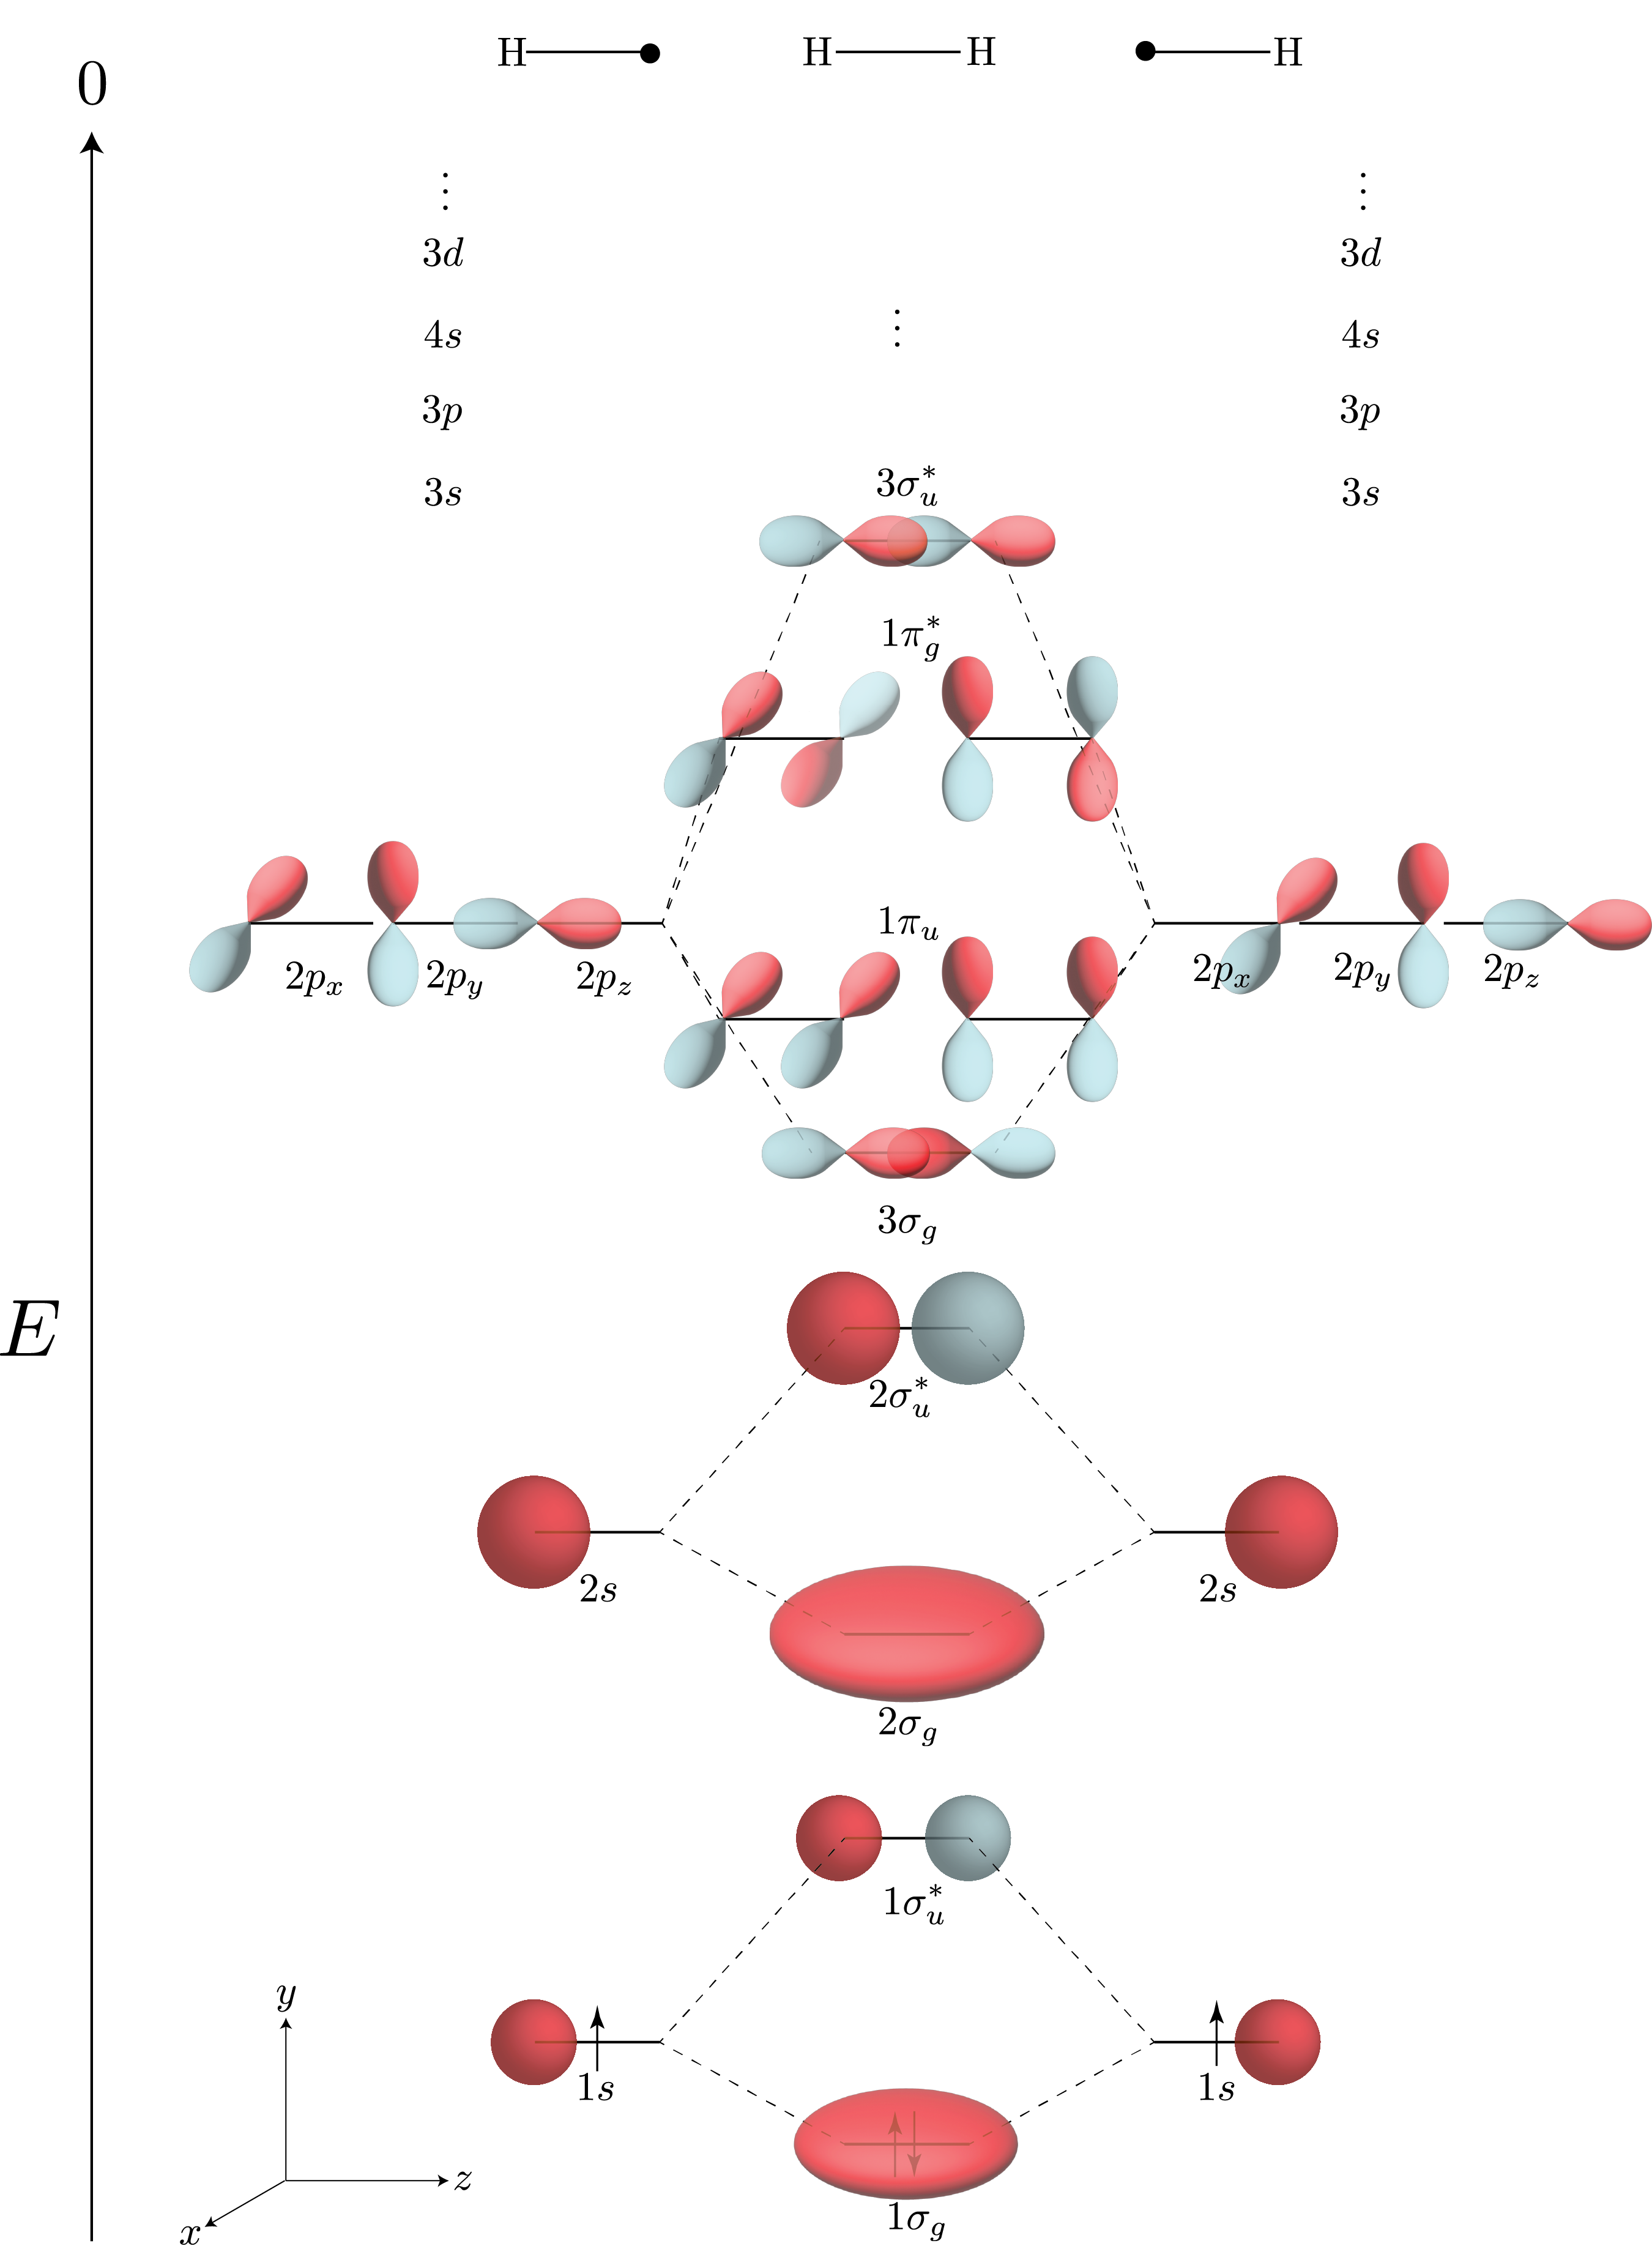 H H H H
0
⋮ ⋮
3d 3d
4s ⋮ 4s
3p 3p
3σ*u
3s 3s
1π*g
1πu
2px 2py 2pz 2px 2py 2pz
3σg
E
2σ*u
2s 2s
2σg
1σ*u
y
1s 1s
z
1σg
x